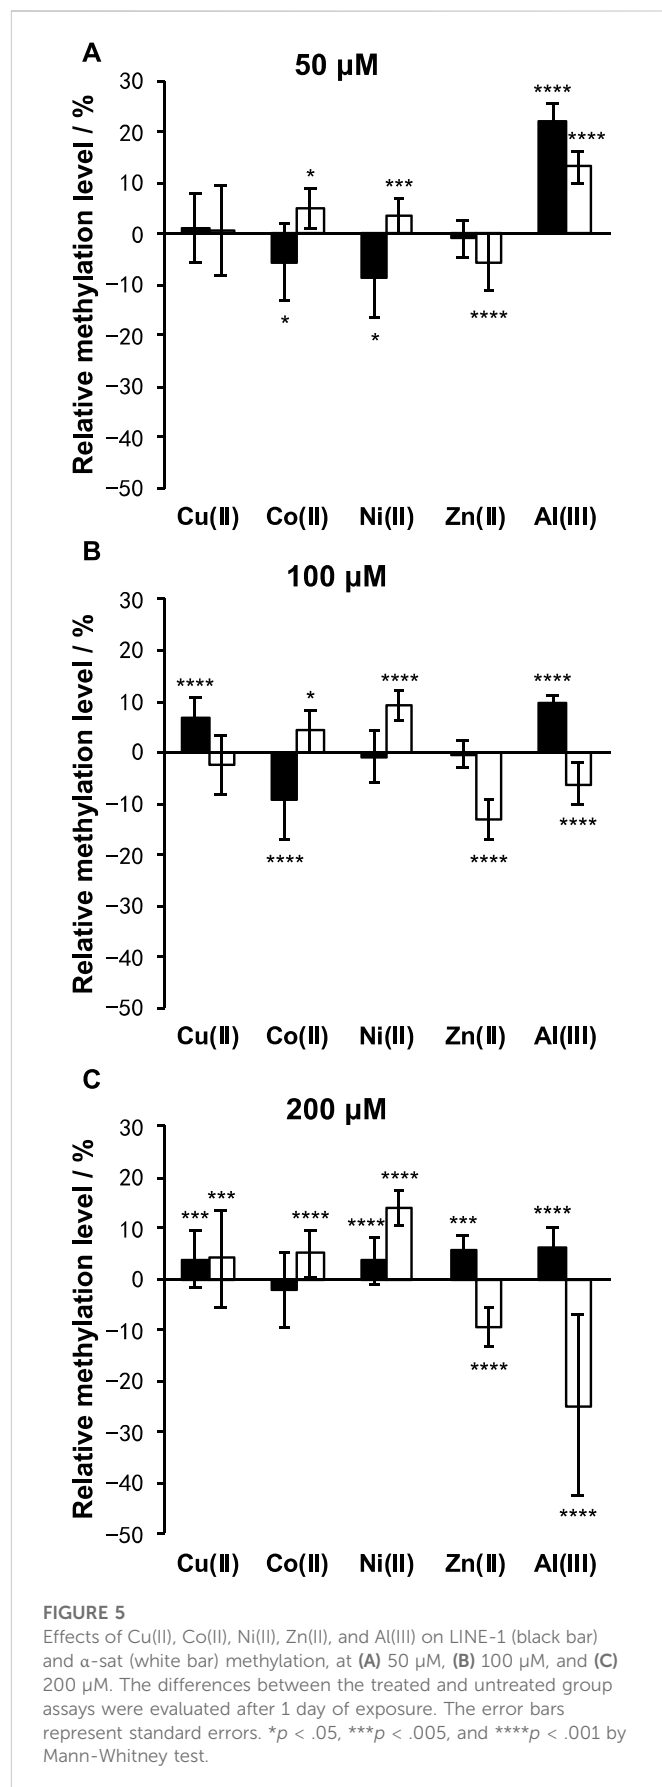 A
50 µM
Relative methylation level / %
30
20
10
0
−10
−20
−30
−40
−50
****
****
*
***
*
*
****
Cu(II) Co(II) Ni(II) Zn(II) Al(III)
B
100 µM
Relative methylation level / %
30
20
10
0
−10
−20
−30
−40
−50
**** * **** ****
****
**** ****
Cu(II) Co(II) Ni(II) Zn(II) Al(III)
C
200 µM
Relative methylation level / %
30
20
10
0
−10
−20
−30
−40
−50
*** *** **** **** **** *** ****
****
****
Cu(II) Co(II) Ni(II) Zn(II) Al(III)
FIGURE 5
Effects of Cu(II), Co(II), Ni(II), Zn(II), and Al(III) on LINE-1 (black bar)
and α-sat (white bar) methylation, at (A) 50 µM, (B) 100 µM, and (C)
200 µM. The differences between the treated and untreated group
assays were evaluated after 1 day of exposure. The error bars
represent standard errors. *p < .05, ***p < .005, and ****p < .001 by
Mann-Whitney test.